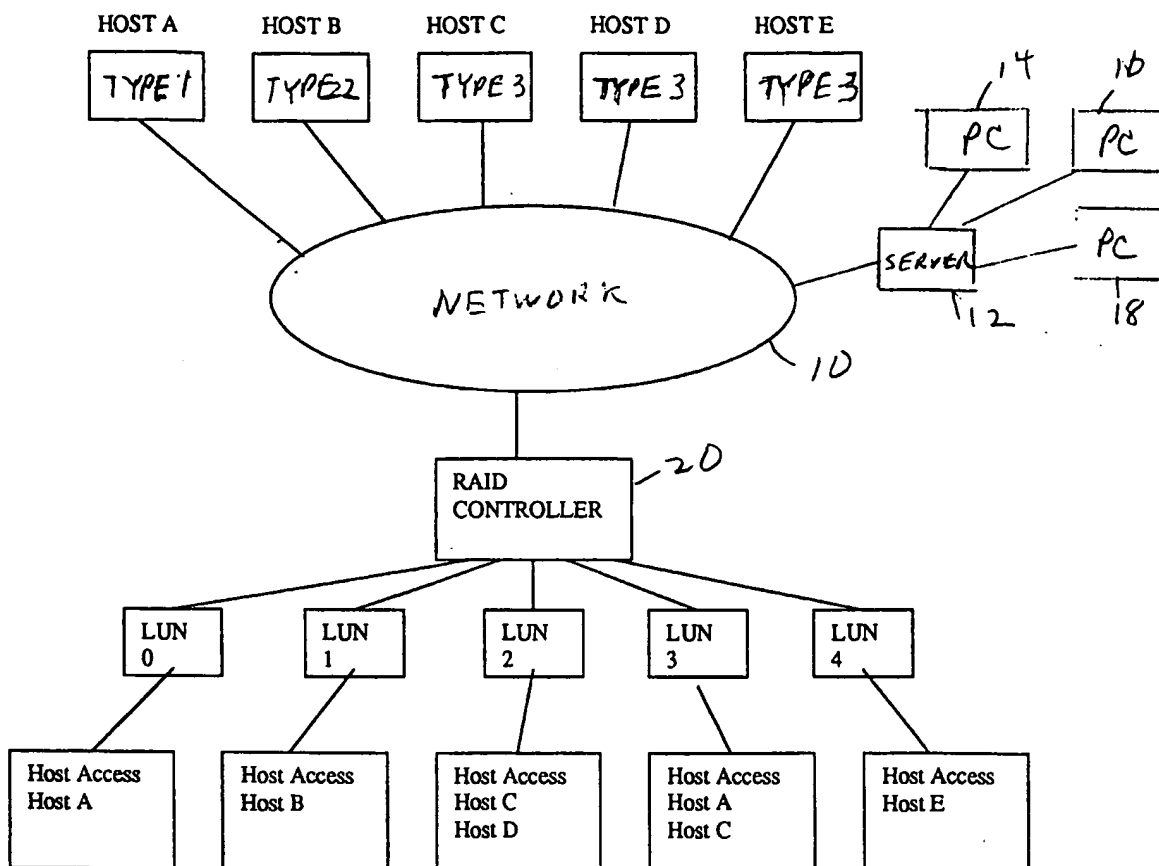 HOST A HOST B HOST C HOST D HOST E
TYPE 1 TYPE 22 TYPE 3 TYPE 3 TYPE 3
14 16
PC PC
PC
SERVER
12 18
NETWORK
10
20
RAID
CONTROLLER
LUN LUN LUN LUN LUN
0 1 2 3 4
Host Access Host Access Host Access Host Access Host Access
Host A Host B Host C Host A Host E
Host D Host C